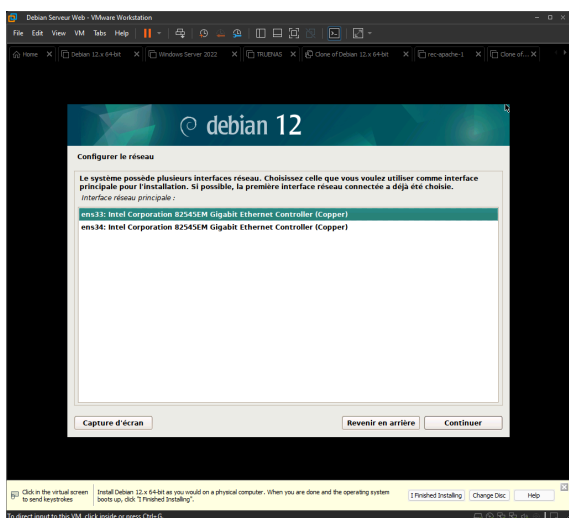 Debian Serveur Web - VMware Workstation
File Edit View VM Tabs Help
Home Debian 12.x 64-bit Windows Server 2022 TRUENAS Clone of Debian 12.x 64-bit rec-apache-1 Clone of...
debian 12
Configurer le réseau
Le système possède plusieurs interfaces réseau. Choisissez celle que vous voulez utiliser comme interface
principale pour l'installation. Si possible, la première interface réseau connectée a déjà été choisie.
Interface réseau principale :
ens33: Intel Corporation 82545EM Gigabit Ethernet Controller (Copper)
ens34: Intel Corporation 82545EM Gigabit Ethernet Controller (Copper)
Capture d'écran Revenir en arrière Continuer
Click in the virtual screen
to send keystrokes
Install Debian 12.x 64-bit as you would on a physical computer. When you are done and the operating system
boots up, click "I Finished Installing".
I Finished Installing Change Disc Help
To direct input to this VM, click inside or press Ctrl+G.